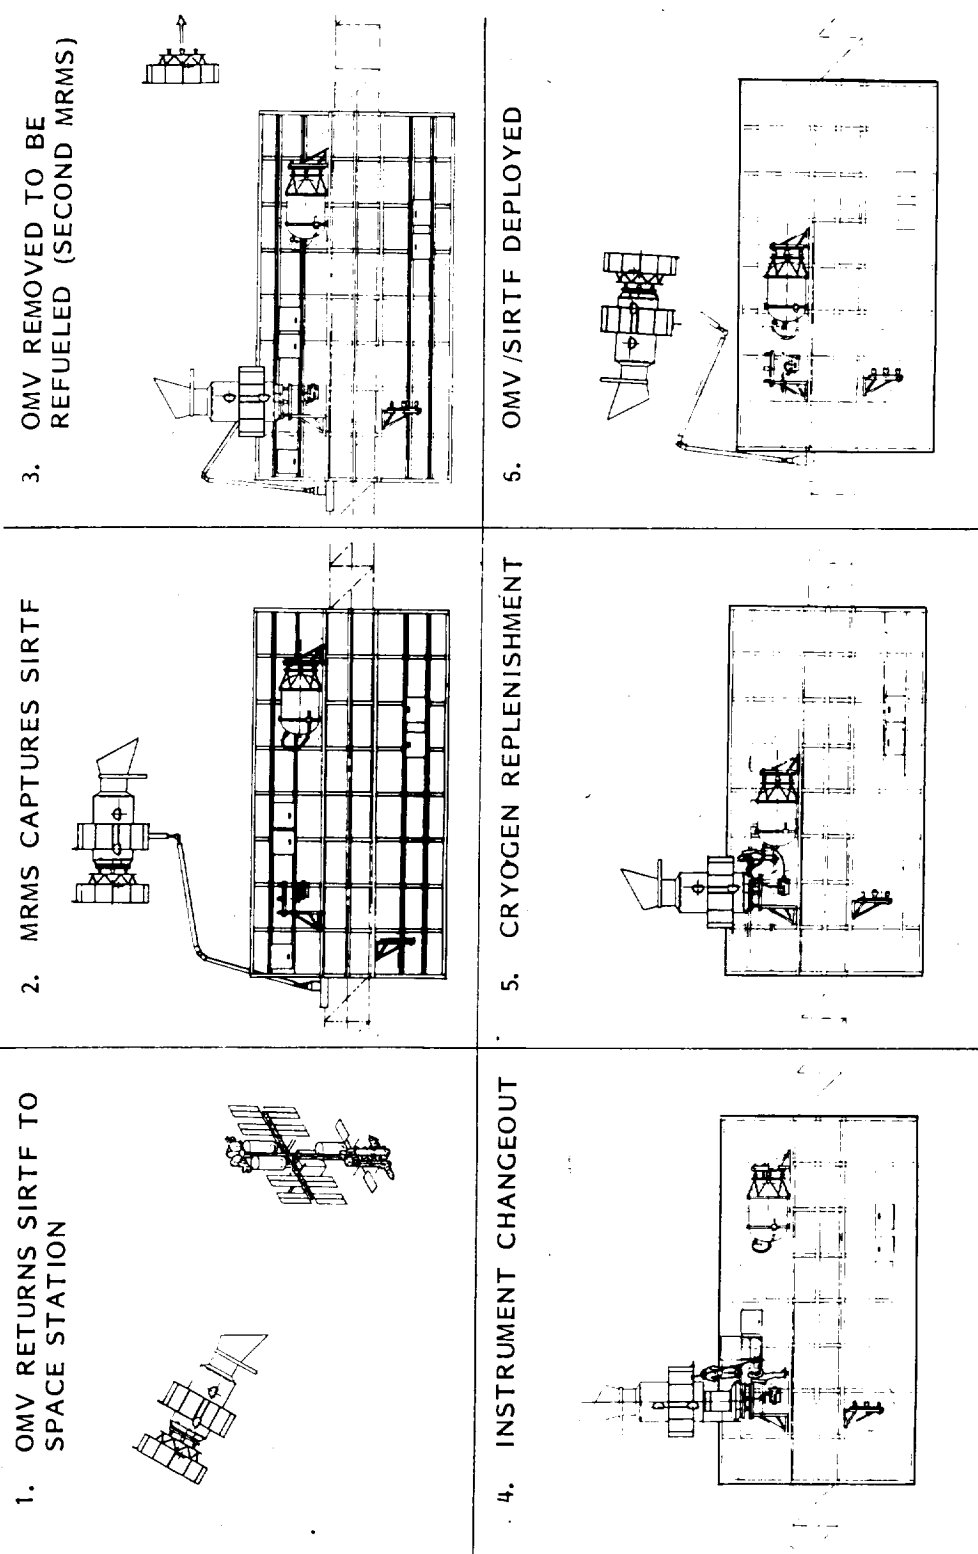 1. OMV RETURNS SIRTF TO
SPACE STATION
2. MRMS CAPTURES SIRTF
3. OMV REMOVED TO BE
REFUELED (SECOND MRMS)
4. INSTRUMENT CHANGEOUT
5. CRYOGEN REPLENISHMENT
6. OMV/SIRTF DEPLOYED